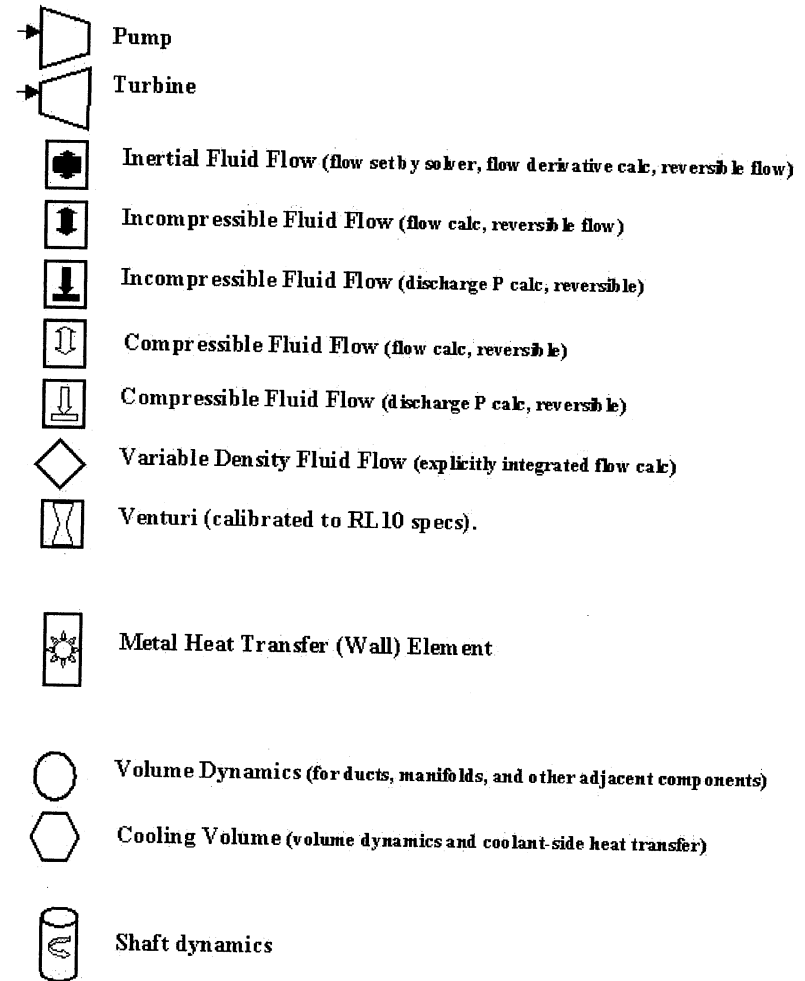 Pump
Turbine
Inertial Fluid Flow (flow set by solver, flow derivative calc, reversible flow)
Incompressible Fluid Flow (flow calc, reversible flow)
Incompressible Fluid Flow (discharge P calc, reversible)
Compressible Fluid Flow (flow calc, reversible)
Compressible Fluid Flow (discharge P calc, reversible)
Variable Density Fluid Flow (explicitly integrated flow calc)
Venturi (calibrated to RL10 specs).
Metal Heat Transfer (Wall) Element
Volume Dynamics (for ducts, manifolds, and other adjacent components)
Cooling Volume (volume dynamics and coolant-side heat transfer)
Shaft dynamics